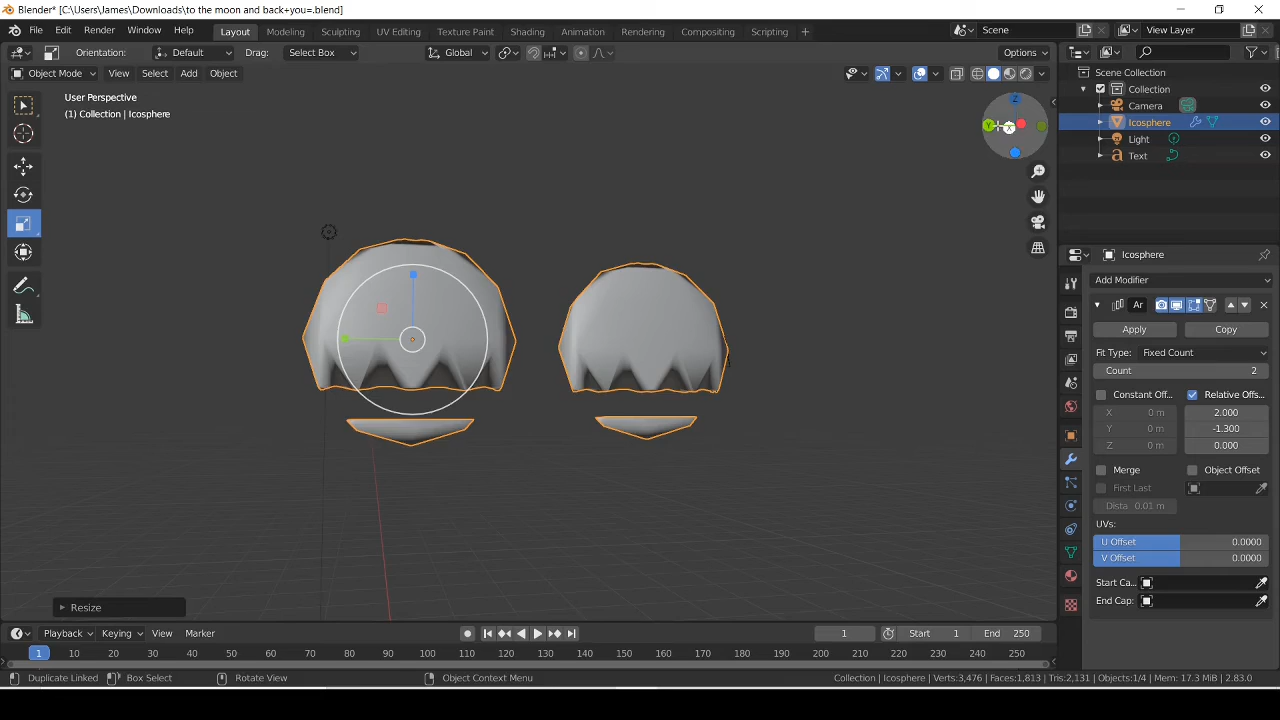 Blender* [C:\Users\James\Downloads\to the moon and back+you=.blend]
File Edit Render Window Help Layout Modeling Sculpting UV Editing Texture Paint Shading Animation Rendering Compositing Scripting + Scene View Layer
Orientation: Default Drag: Select Box Global Options
Object Mode View Select Add Object
User Perspective
(1) Collection | Icosphere
Z
Y X
Scene Collection
Collection
Camera
Icosphere
Light
Text
Icosphere
Add Modifier
Ar
Apply Copy
Fit Type: Fixed Count
Count 2
Constant Off... Relative Offs...
X 0 m 2.000
Y 0 m -1.300
Z 0 m 0.000
Merge Object Offset
First Last
Dista 0.01 m
UVs:
U Offset 0.0000
V Offset 0.0000
Start Ca...
End Cap:
Resize
Playback Keying View Marker 1 Start 1 End 250
1 10 20 30 40 50 60 70 80 90 100 110 120 130 140 150 160 170 180 190 200 210 220 230 240 250
Duplicate Linked Box Select Rotate View Object Context Menu Collection | Icosphere | Verts:3,476 | Faces:1,813 | Tris:2,131 | Objects:1/4 | Mem: 17.3 MiB | 2.83.0